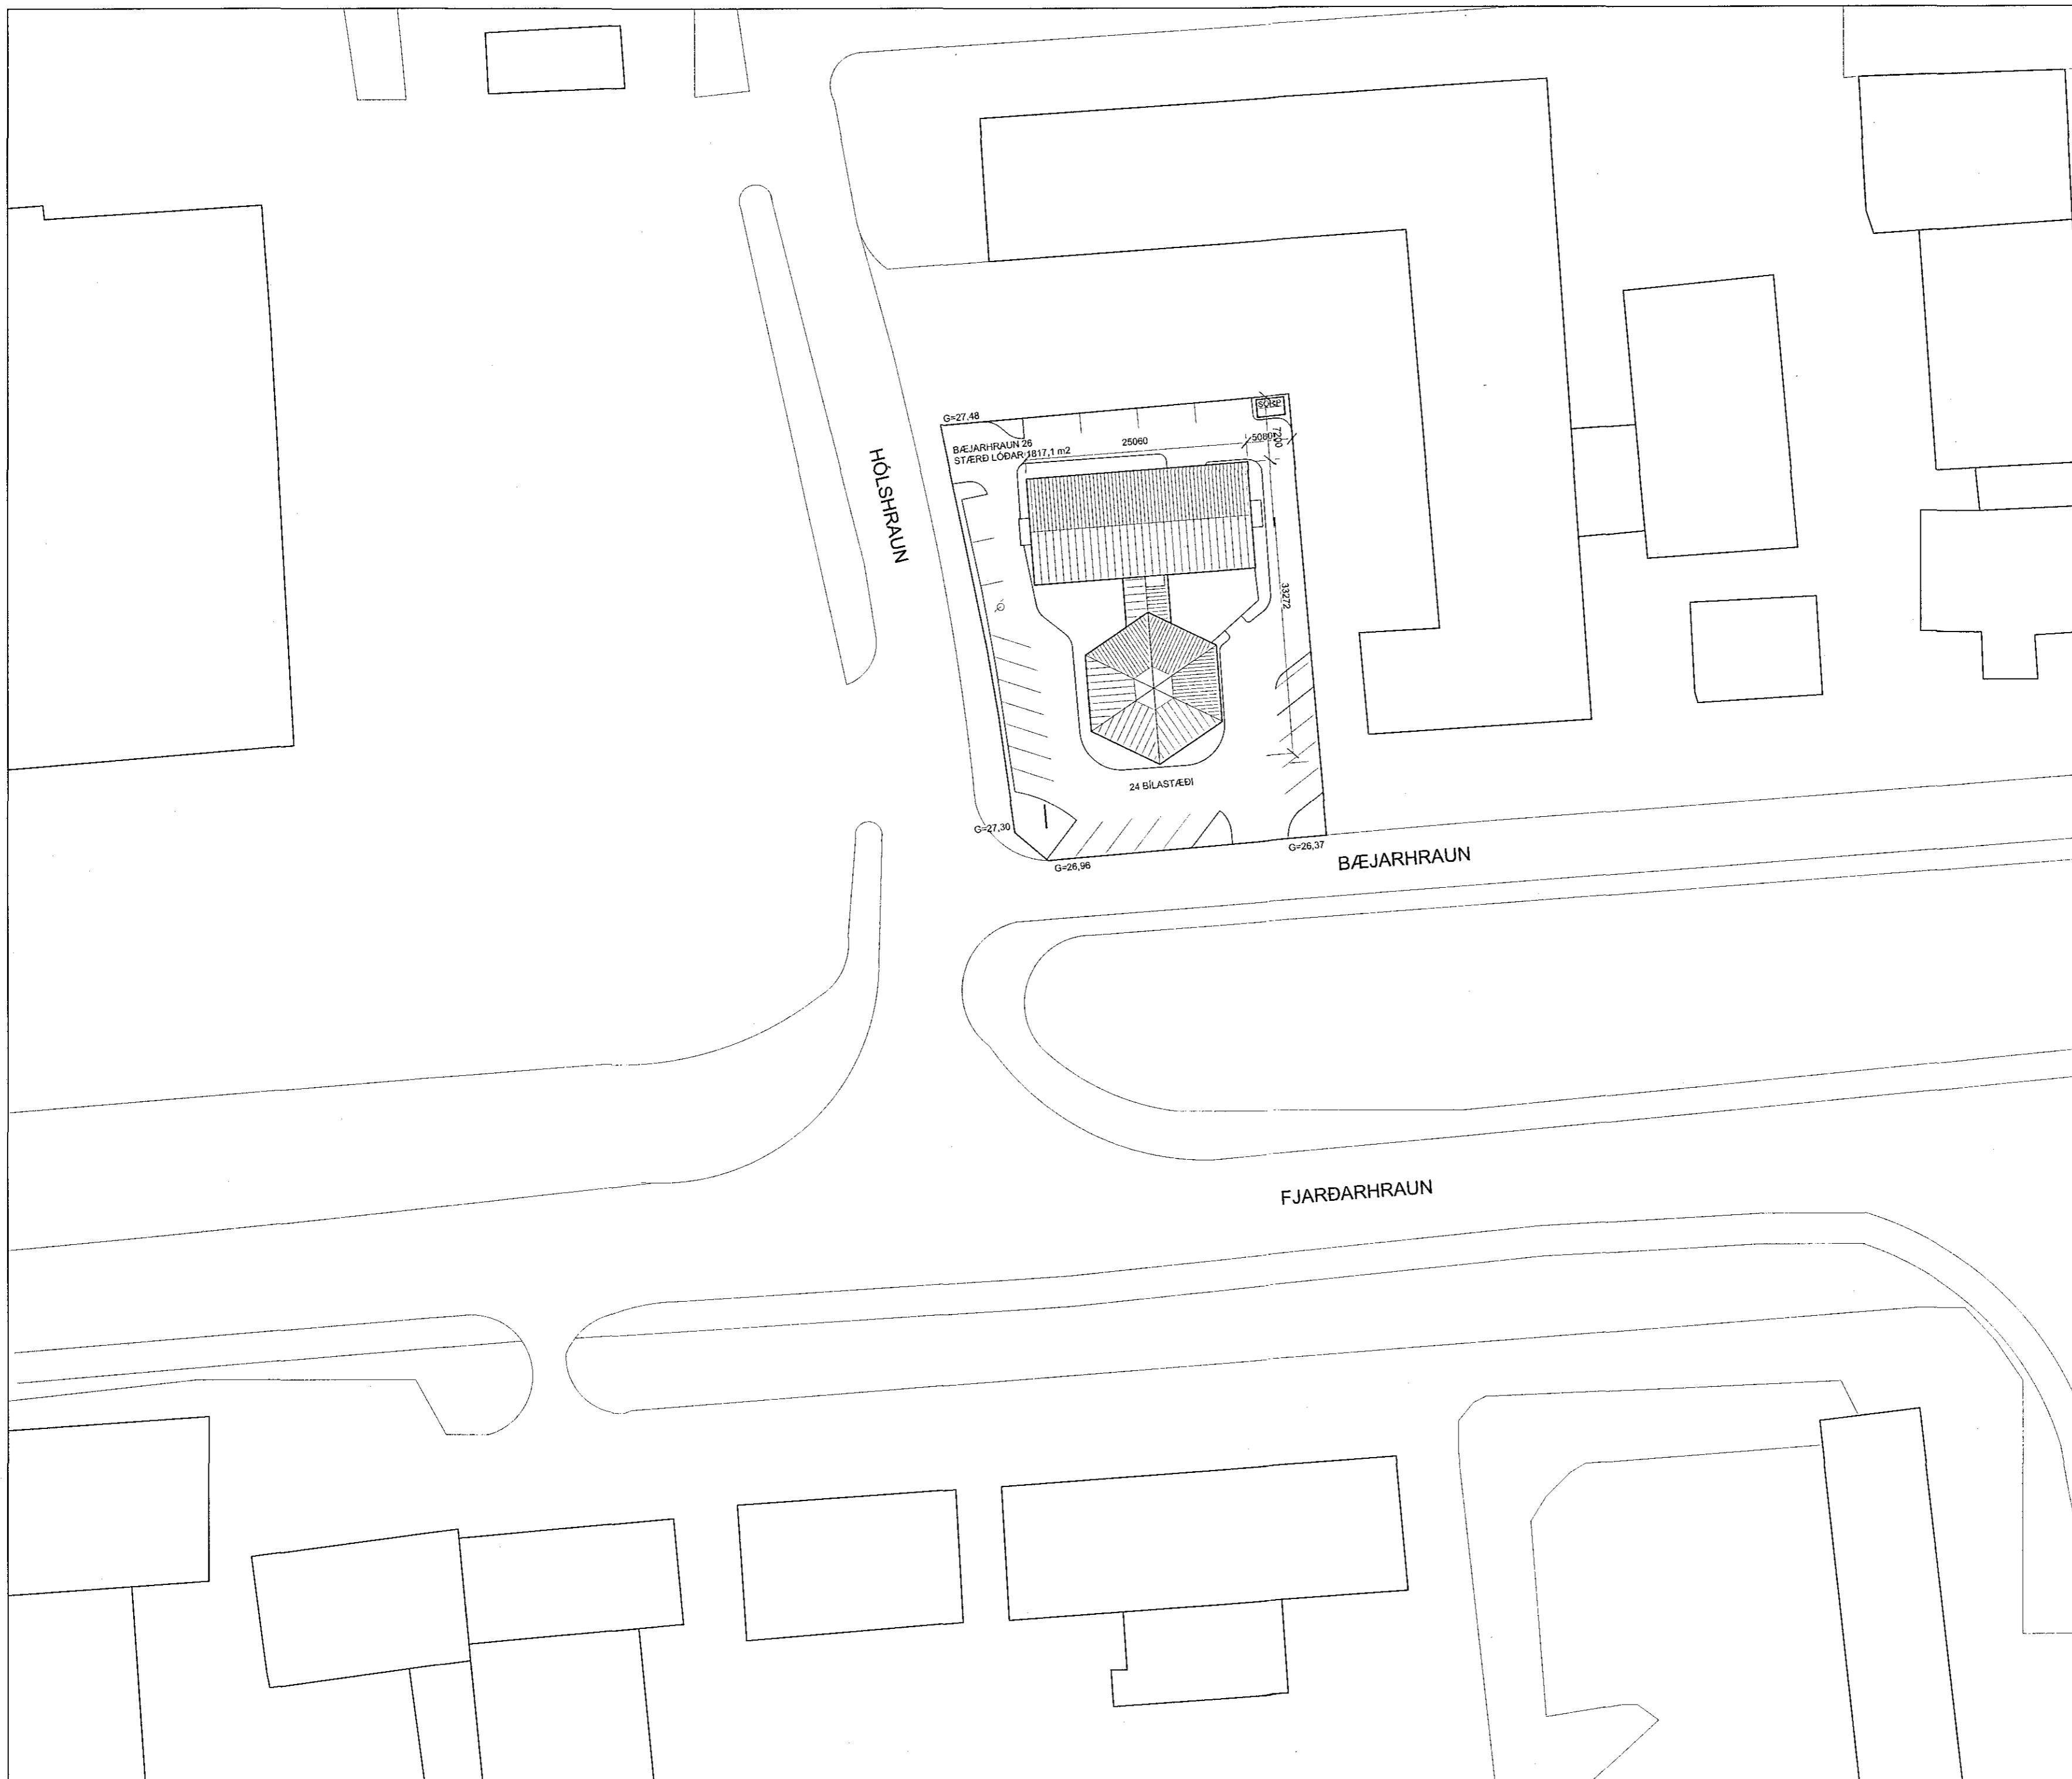 G=27,48
SORP
BÆJARHRAUN 26
STÆRÐ LÓÐAR 1817,1 m2
25060
5080
7200
HÓLSHRAUN
33272
24 BÍLASTÆÐI
G=27,30
G=26,96
G=26,37
BÆJARHRAUN
FJARÐARHRAUN